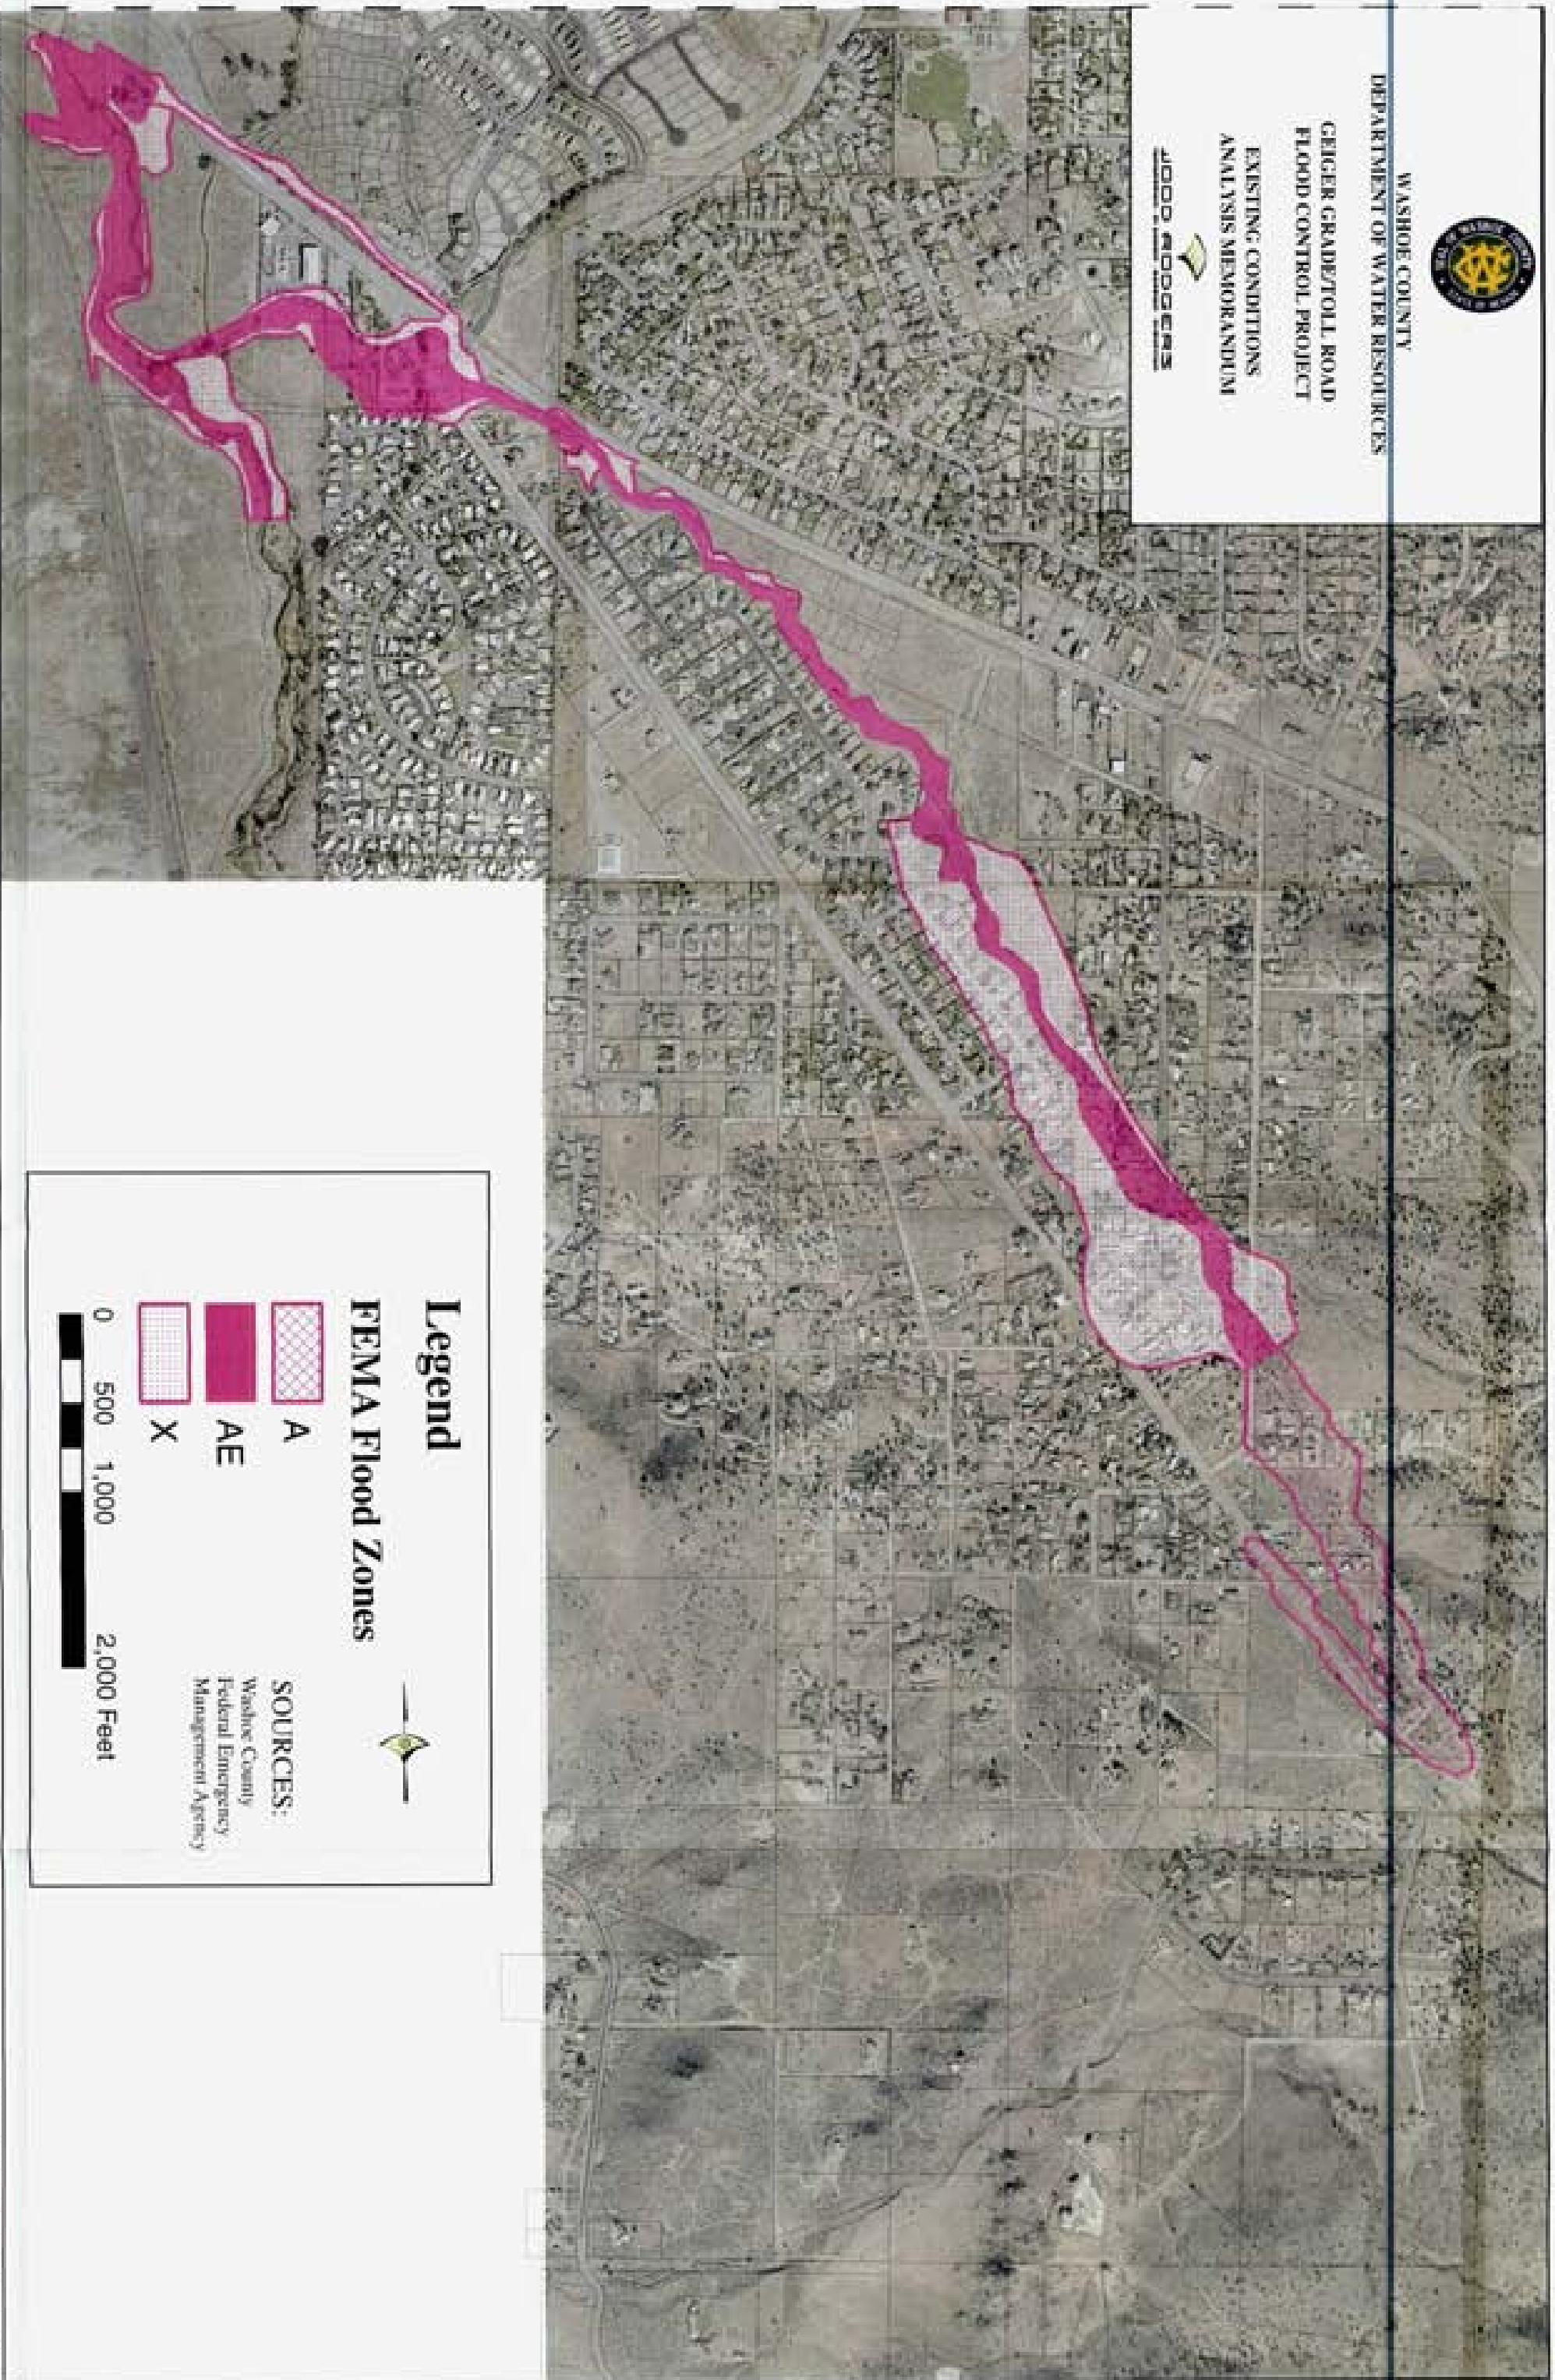 WASHOE COUNTY
DEPARTMENT OF WATER RESOURCES
GEIGER GRADE/TOLL ROAD
FLOOD CONTROL PROJECT
EXISTING CONDITIONS
ANALYSIS MEMORANDUM
Legend
FEMA Flood Zones
A
AE
X
SOURCES:
Washoe County
Federal Emergency
Management Agency
0 500 1,000 2,000 Feet